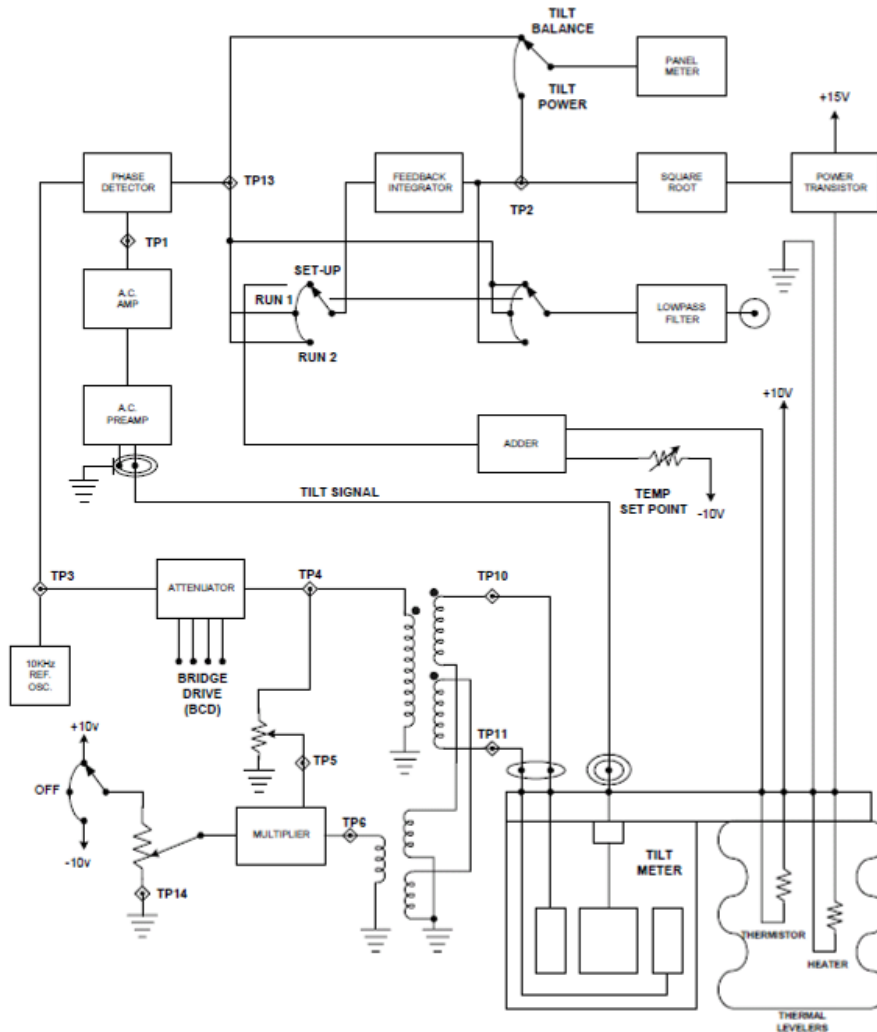 TILT
BALANCE
PANEL
METER
TILT
POWER
+15V
PHASE
DETECTOR
TP13
FEEDBACK
INTEGRATOR
TP2
SQUARE
ROOT
POWER
TRANSISTOR
TP1
A.C.
AMP
SET-UP
RUN 1
RUN 2
LOWPASS
FILTER
+10V
A.C.
PREAMP
ADDER
TILT SIGNAL
TEMP
SET POINT
-10V
TP3
ATTENUATOR
TP4
TP10
10KHz
REF.
OSC.
BRIDGE
DRIVE
(BCD)
TP11
+10v
OFF
-10v
TP5
MULTIPLIER
TP6
TP14
TILT
METER
THERMISTOR
HEATER
THERMAL
LEVELERS